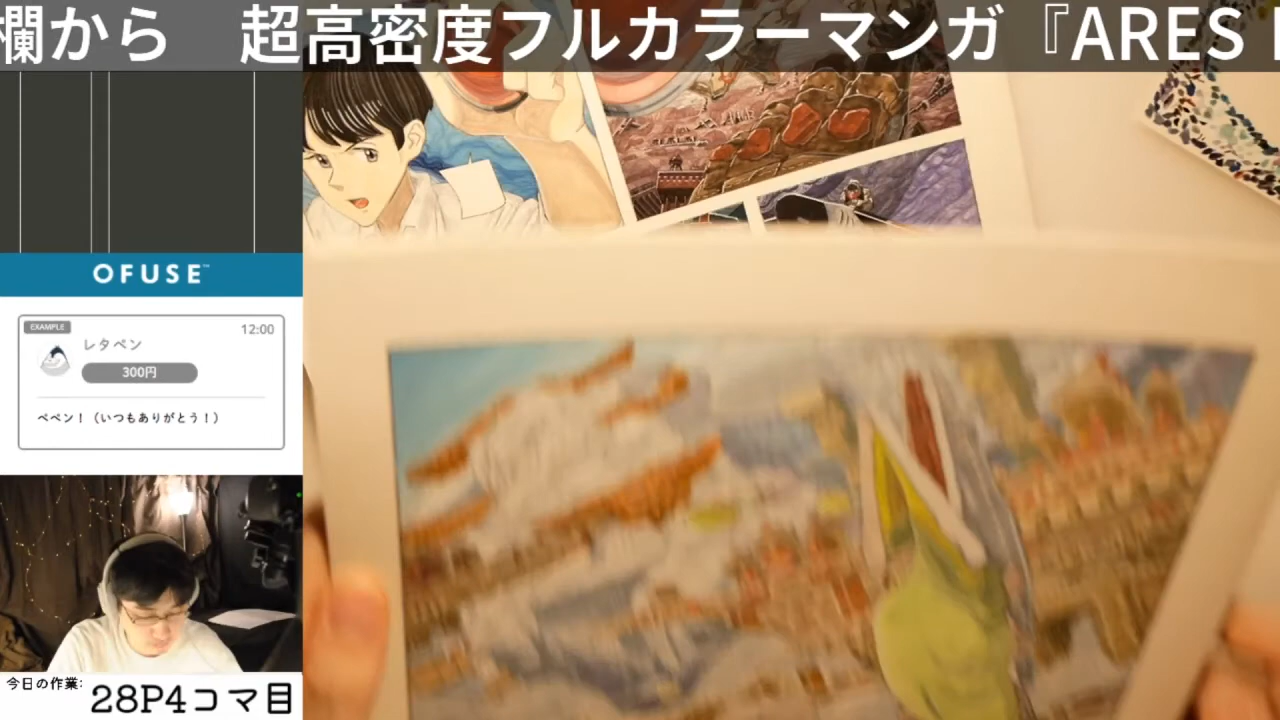 欄から　超高密度フルカラーマンガ『ARES
OFUSE™
EXAMPLE
12:00
レタペン
300円
ペペン！（いつもありがとう！）
今日の作業:
28P4コマ目